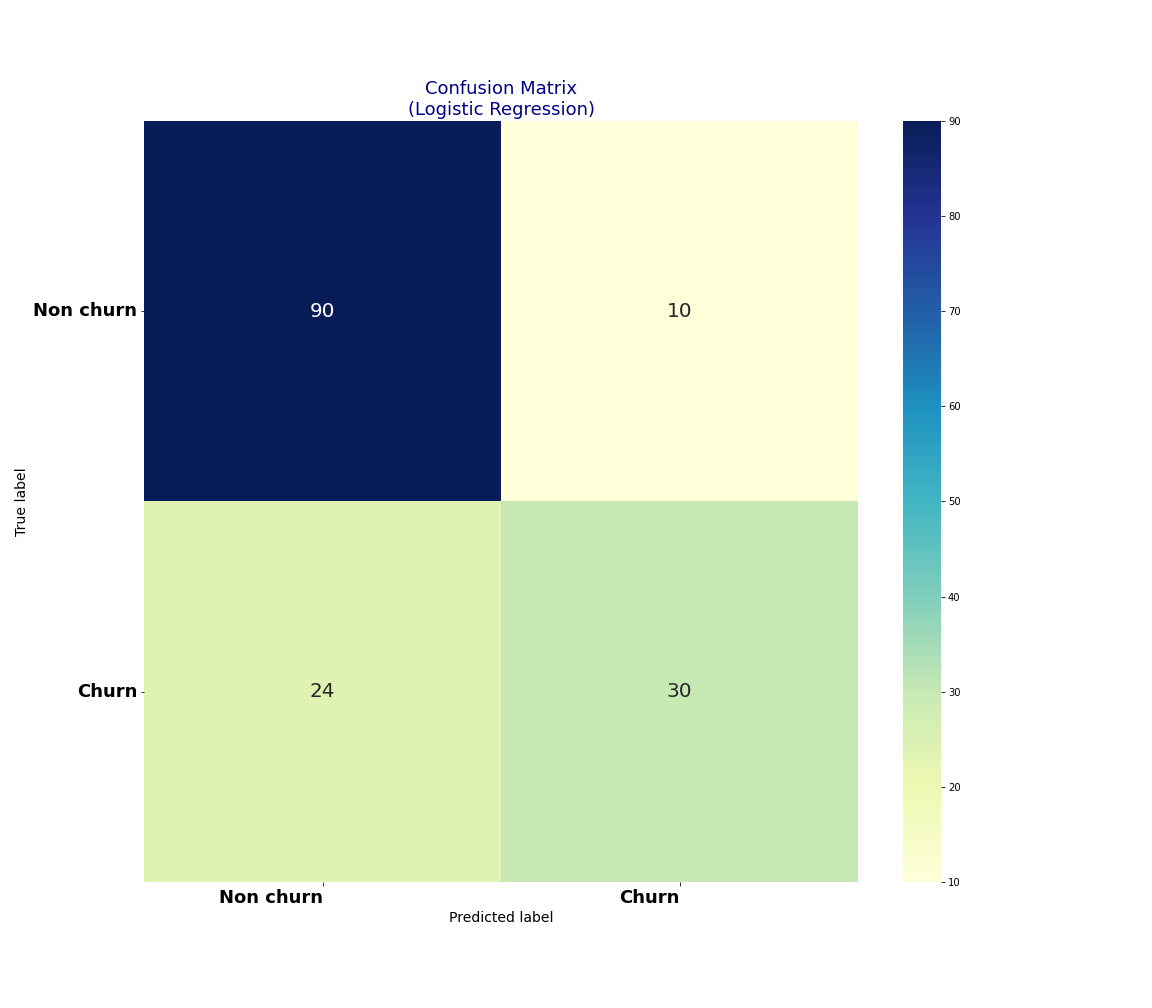 Confusion Matrix
(Logistic Regression)
90
80
70
60
50
40
30
20
10
True label
Non churn
90
10
Churn
24
30
Non churn
Churn
Predicted label